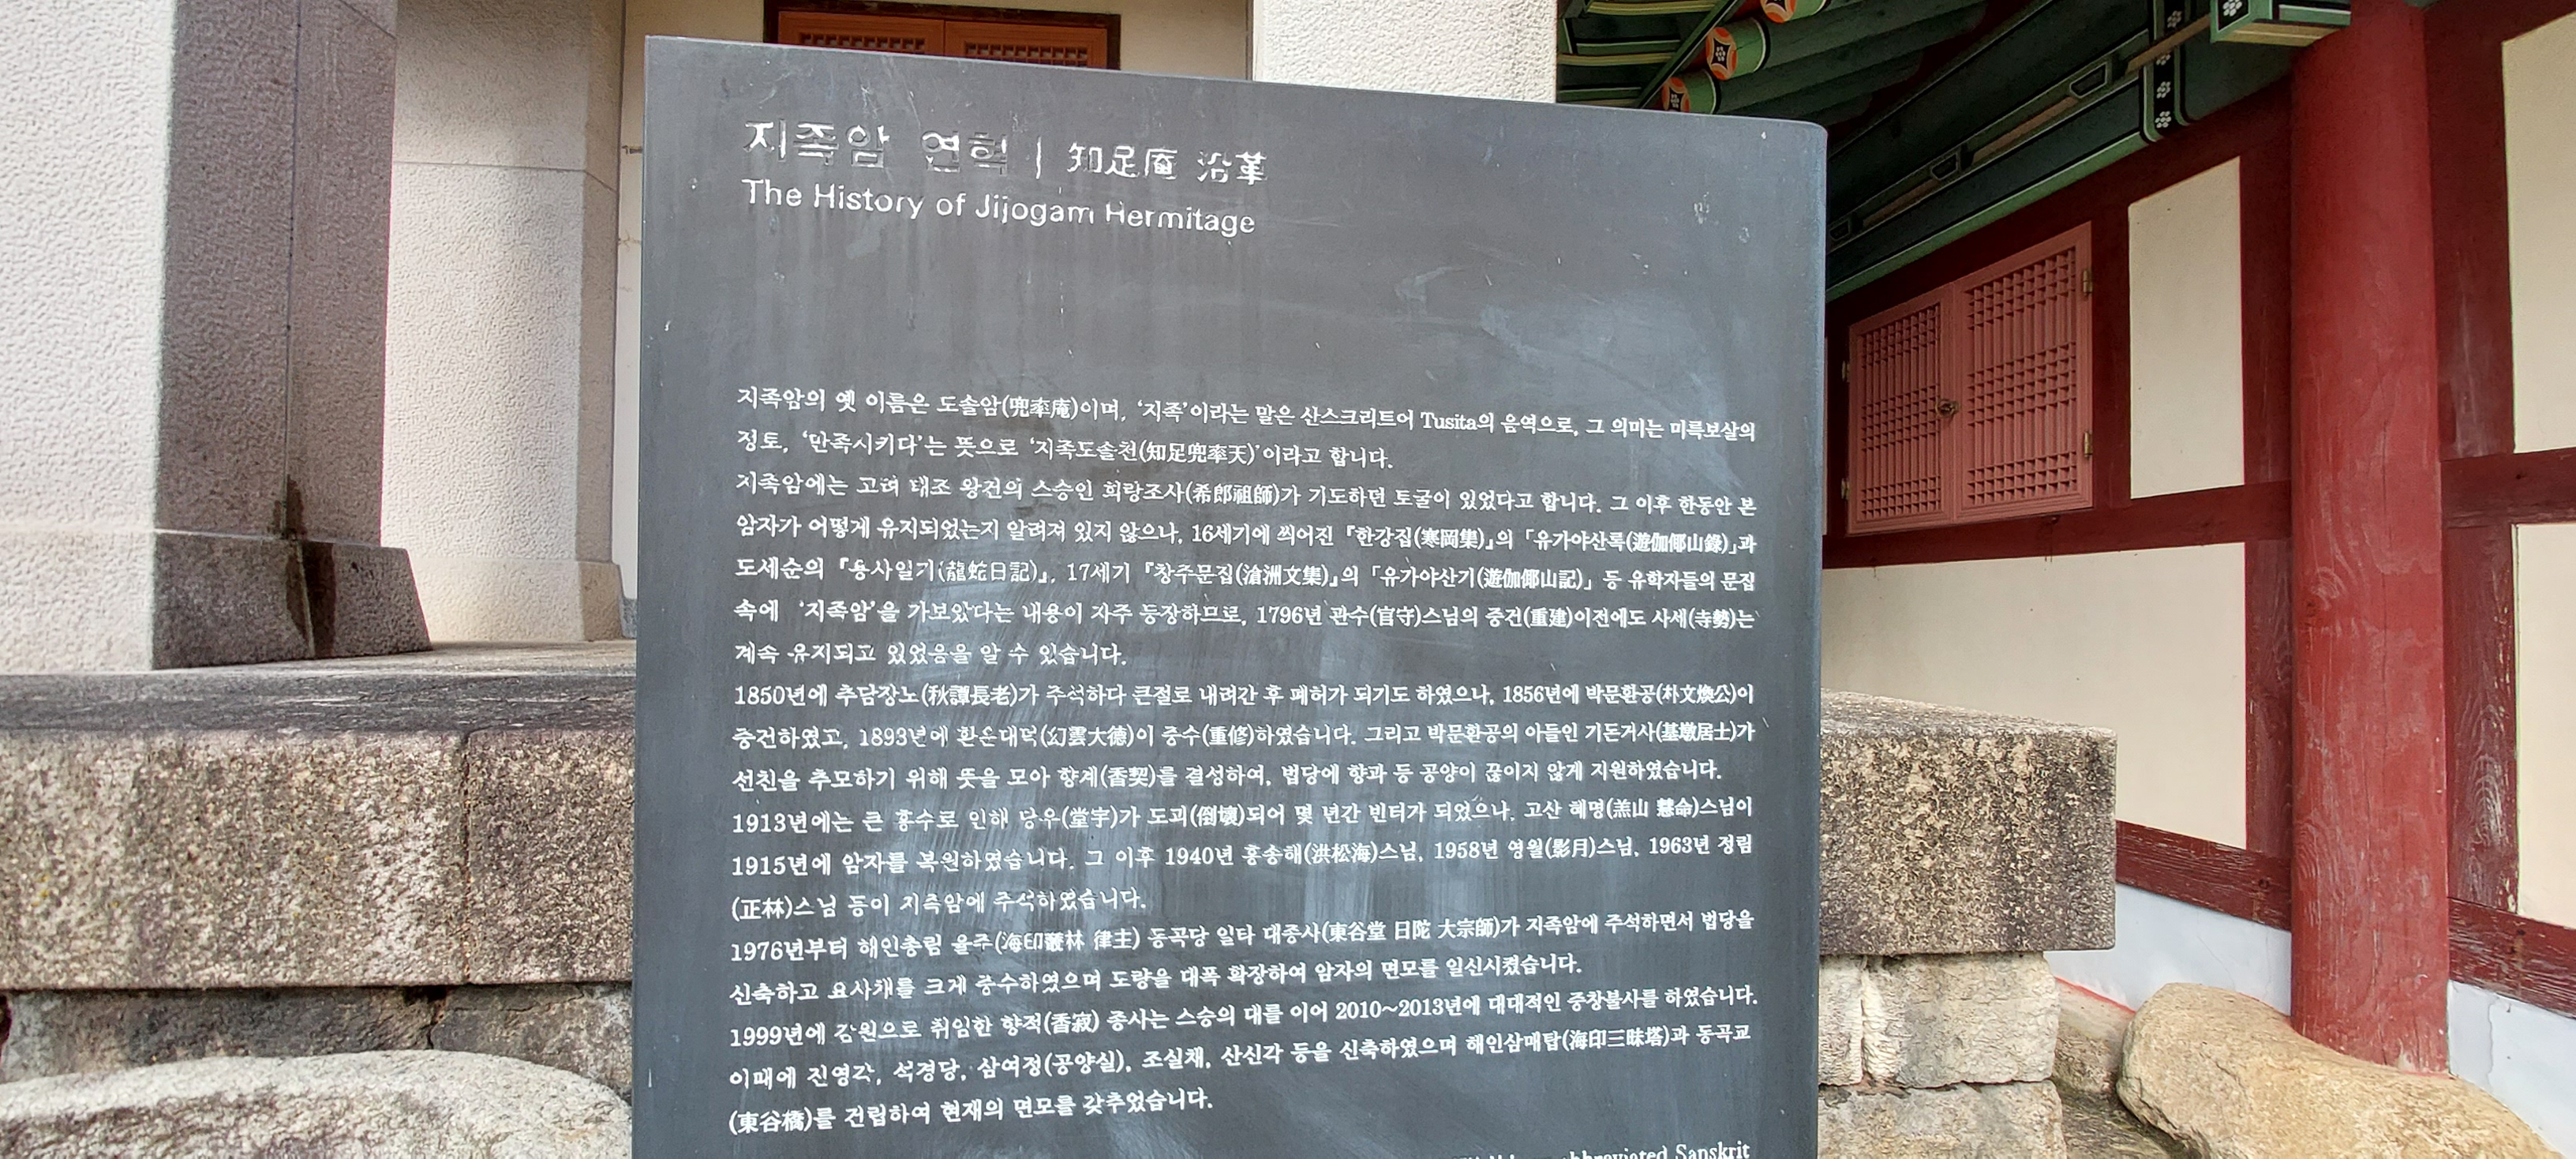 지족암 연혁 | 知足庵 沿革
The History of Jijogam Hermitage
지족암의 옛 이름은 도솔암(兜率庵)이며, ‘지족’이라는 말은 산스크리트어 Tusita의 음역으로, 그 의미는 미륵보살의
정토, ‘만족시키다’는 뜻으로 ‘지족도솔천(知足兜率天)’이라고 합니다.
지족암에는 고려 태조 왕건의 스승인 희랑조사(希郎祖師)가 기도하던 토굴이 있었다고 합니다. 그 이후 한동안 본
암자가 어떻게 유지되었는지 알려져 있지 않으나, 16세기에 씌어진 『한강집(寒岡集)』의 「유가야산록(遊伽倻山錄)」과
도세순의 『용사일기(龍蛇日記)』, 17세기 『창주문집(滄洲文集)』의 「유가야산기(遊伽倻山記)」 등 유학자들의 문집
속에 ‘지족암’을 가보았다는 내용이 자주 등장하므로, 1796년 관수(官守)스님의 중건(重建)이전에도 사세(寺勢)는
계속 유지되고 있었음을 알 수 있습니다.
1850년에 추담장노(秋譚長老)가 주석하다 큰절로 내려간 후 폐허가 되기도 하였으나, 1856년에 박문환공(朴文煥公)이
중건하였고, 1893년에 환운대덕(幻雲大德)이 중수(重修)하였습니다. 그리고 박문환공의 아들인 기돈거사(基墩居士)가
선친을 추모하기 위해 뜻을 모아 향계(香契)를 결성하여, 법당에 향과 등 공양이 끊이지 않게 지원하였습니다.
1913년에는 큰 홍수로 인해 당우(堂宇)가 도괴(倒壞)되어 몇 년간 빈터가 되었으나, 고산 혜명(羔山 慧命)스님이
1915년에 암자를 복원하였습니다. 그 이후 1940년 홍송해(洪松海)스님, 1958년 영월(影月)스님, 1963년 정림
(正林)스님 등이 지족암에 주석하였습니다.
1976년부터 해인총림 율주(海印叢林 律主) 동곡당 일타 대종사(東谷堂 日陀 大宗師)가 지족암에 주석하면서 법당을
신축하고 요사채를 크게 중수하였으며 도량을 대폭 확장하여 암자의 면모를 일신시켰습니다.
1999년에 감원으로 취임한 향적(香寂) 종사는 스승의 대를 이어 2010~2013년에 대대적인 중창불사를 하였습니다.
이때에 진영각, 석경당, 삼여정(공양실), 조실채, 산신각 등을 신축하였으며 해인삼매탑(海印三昧塔)과 동곡교
(東谷橋)를 건립하여 현재의 면모를 갖추었습니다.
abbreviated Sanskrit